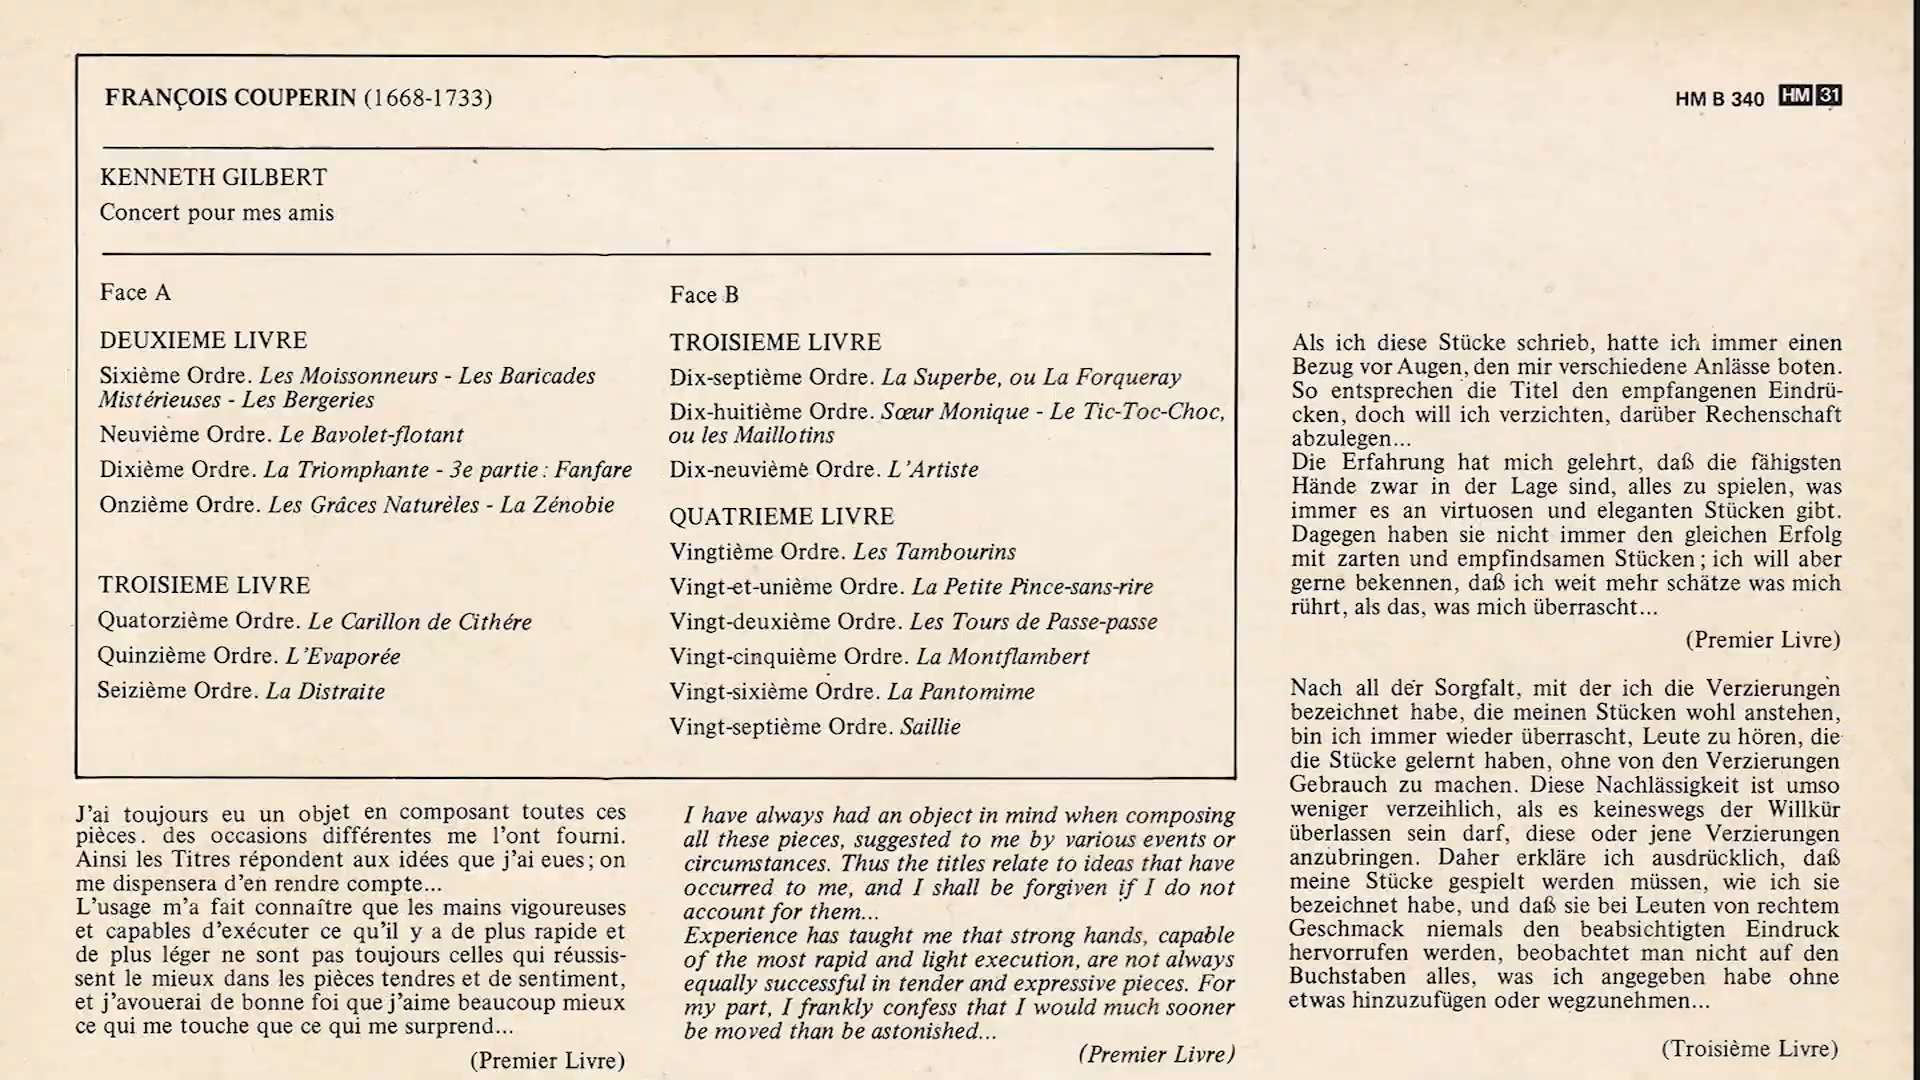 FRANÇOIS COUPERIN (1668-1733)
HM B 340 HM 31
KENNETH GILBERT
Concert pour mes amis
Face A
DEUXIEME LIVRE
Sixième Ordre. Les Moissonneurs - Les Baricades
Mistérieuses - Les Bergeries
Neuvième Ordre. Le Bavolet-flotant
Dixième Ordre. La Triomphante - 3e partie : Fanfare
Onzième Ordre. Les Grâces Naturèles - La Zénobie
TROISIEME LIVRE
Quatorzième Ordre. Le Carillon de Cithére
Quinzième Ordre. L'Evaporée
Seizième Ordre. La Distraite
Face B
TROISIEME LIVRE
Dix-septième Ordre. La Superbe, ou La Forqueray
Dix-huitième Ordre. Sœur Monique - Le Tic-Toc-Choc,
ou les Maillotins
Dix-neuvième Ordre. L'Artiste
QUATRIEME LIVRE
Vingtième Ordre. Les Tambourins
Vingt-et-unième Ordre. La Petite Pince-sans-rire
Vingt-deuxième Ordre. Les Tours de Passe-passe
Vingt-cinquième Ordre. La Montflambert
Vingt-sixième Ordre. La Pantomime
Vingt-septième Ordre. Saillie
J'ai toujours eu un objet en composant toutes ces
pièces. des occasions différentes me l'ont fourni.
Ainsi les Titres répondent aux idées que j'ai eues ; on
me dispensera d'en rendre compte...
L'usage m'a fait connaître que les mains vigoureuses
et capables d'exécuter ce qu'il y a de plus rapide et
de plus léger ne sont pas toujours celles qui réussis-
sent le mieux dans les pièces tendres et de sentiment,
et j'avouerai de bonne foi que j'aime beaucoup mieux
ce qui me touche que ce qui me surprend...
(Premier Livre)
I have always had an object in mind when composing
all these pieces, suggested to me by various events or
circumstances. Thus the titles relate to ideas that have
occurred to me, and I shall be forgiven if I do not
account for them...
Experience has taught me that strong hands, capable
of the most rapid and light execution, are not always
equally successful in tender and expressive pieces. For
my part, I frankly confess that I would much sooner
be moved than be astonished...
(Premier Livre)
Als ich diese Stücke schrieb, hatte ich immer einen
Bezug vor Augen, den mir verschiedene Anlässe boten.
So entsprechen die Titel den empfangenen Eindrü-
cken, doch will ich verzichten, darüber Rechenschaft
abzulegen...
Die Erfahrung hat mich gelehrt, daß die fähigsten
Hände zwar in der Lage sind, alles zu spielen, was
immer es an virtuosen und eleganten Stücken gibt.
Dagegen haben sie nicht immer den gleichen Erfolg
mit zarten und empfindsamen Stücken ; ich will aber
gerne bekennen, daß ich weit mehr schätze was mich
rührt, als das, was mich überrascht...
(Premier Livre)
Nach all der Sorgfalt, mit der ich die Verzierungen
bezeichnet habe, die meinen Stücken wohl anstehen,
bin ich immer wieder überrascht, Leute zu hören, die
die Stücke gelernt haben, ohne von den Verzierungen
Gebrauch zu machen. Diese Nachlässigkeit ist umso
weniger verzeihlich, als es keineswegs der Willkür
überlassen sein darf, diese oder jene Verzierungen
anzubringen. Daher erkläre ich ausdrücklich, daß
meine Stücke gespielt werden müssen, wie ich sie
bezeichnet habe, und daß sie bei Leuten von rechtem
Geschmack niemals den beabsichtigten Eindruck
hervorrufen werden, beobachtet man nicht auf den
Buchstaben alles, was ich angegeben habe ohne
etwas hinzuzufügen oder wegzunehmen...
(Troisième Livre)